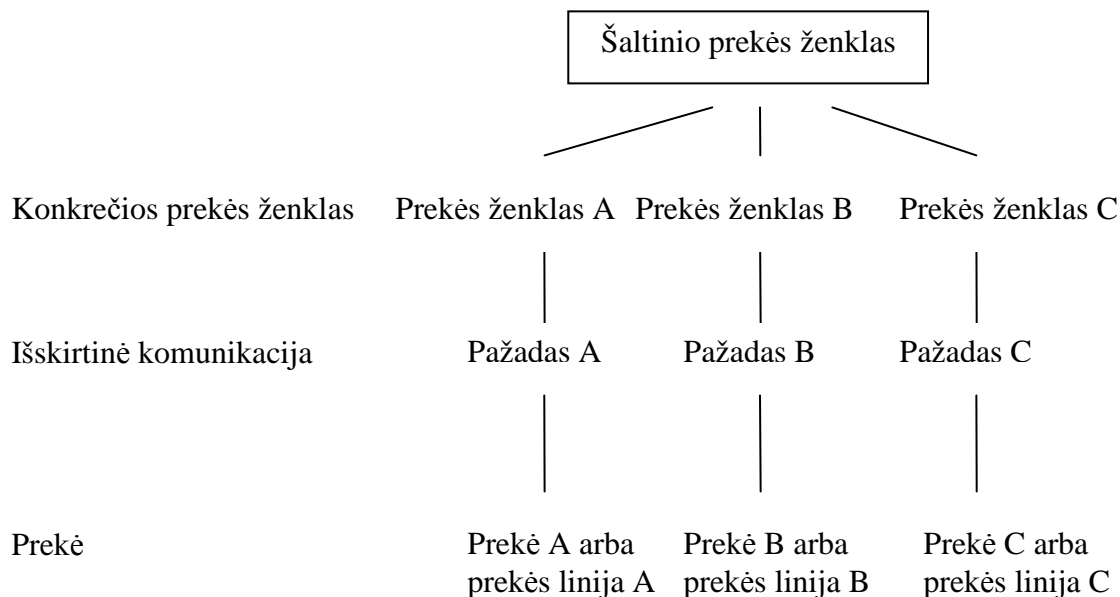 Šaltinio prekės ženklas
Konkrečios prekės ženklas Prekės ženklas A Prekės ženklas B Prekės ženklas C
Išskirtinė komunikacija Pažadas A Pažadas B Pažadas C
Prekė Prekė A arba Prekė B arba Prekė C arba
prekės linija A prekės linija B prekės linija C